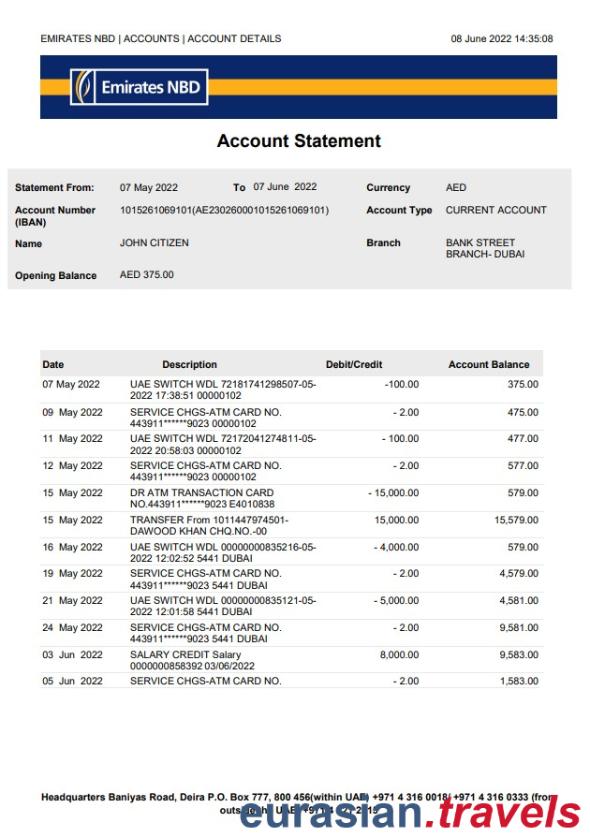 EMIRATES NBD | ACCOUNTS | ACCOUNT DETAILS 08 June 2022 14:35:08
Emirates NBD
Account Statement
Statement From: 07 May 2022 To 07 June 2022 Currency AED
Account Number 1015261069101(AE230260001015261069101) Account Type CURRENT ACCOUNT
(IBAN)
Name JOHN CITIZEN Branch BANK STREET
BRANCH- DUBAI
Opening Balance AED 375.00
Date Description Debit/Credit Account Balance
07 May 2022 UAE SWITCH WDL 72181741298507-05- -100.00 375.00
2022 17:38:51 00000102
09 May 2022 SERVICE CHGS-ATM CARD NO. - 2.00 475.00
443911******9023 00000102
11 May 2022 UAE SWITCH WDL 72172041274811-05- - 100.00 477.00
2022 20:58:03 00000102
12 May 2022 SERVICE CHGS-ATM CARD NO. - 2.00 577.00
443911******9023 00000102
15 May 2022 DR ATM TRANSACTION CARD - 15,000.00 579.00
NO.443911******9023 E4010838
15 May 2022 TRANSFER From 1011447974501- 15,000.00 15,579.00
DAWOOD KHAN CHQ.NO.-00
16 May 2022 UAE SWITCH WDL 00000000835216-05- - 4,000.00 579.00
2022 12:02:52 5441 DUBAI
19 May 2022 SERVICE CHGS-ATM CARD NO. - 2.00 4,579.00
443911******9023 5441 DUBAI
21 May 2022 UAE SWITCH WDL 00000000835121-05- - 5,000.00 4,581.00
2022 12:01:58 5441 DUBAI
24 May 2022 SERVICE CHGS-ATM CARD NO. - 2.00 9,581.00
443911******9023 5441 DUBAI
03 Jun 2022 SALARY CREDIT Salary 8,000.00 9,583.00
0000000858392 03/06/2022
05 Jun 2022 SERVICE CHGS-ATM CARD NO. - 2.00 1,583.00
Headquarters Baniyas Road, Deira P.O. Box 777, 800 456(within UAE) +971 4 316 0018/ +971 4 316 0333 (from
eurasian.travels